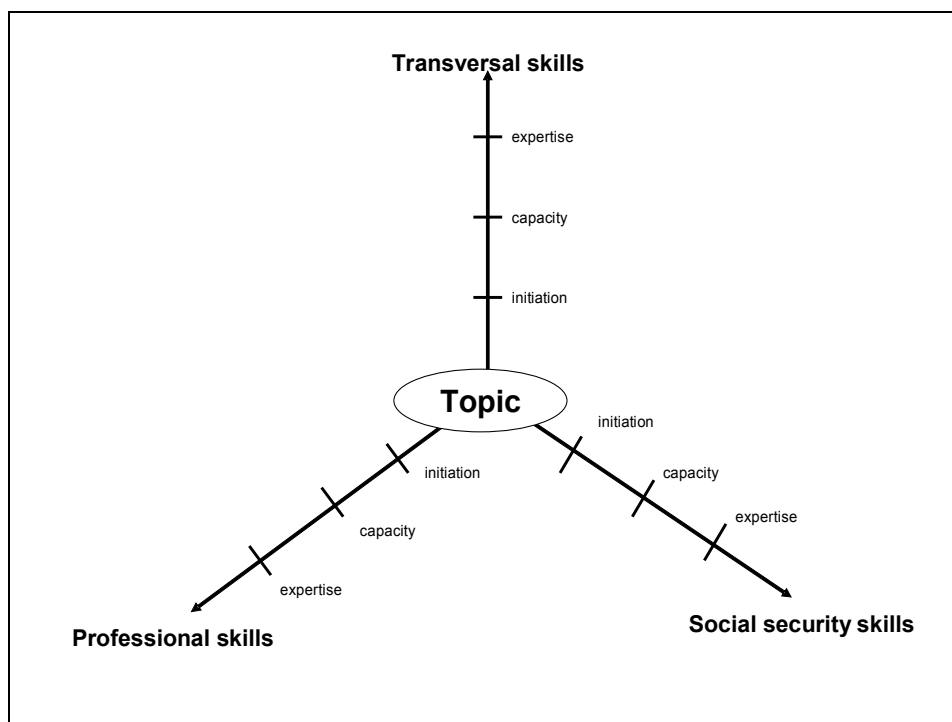 Transversal skills
expertise
capacity
initiation
Topic
initiation
capacity
expertise
Professional skills
initiation
capacity
expertise
Social security skills